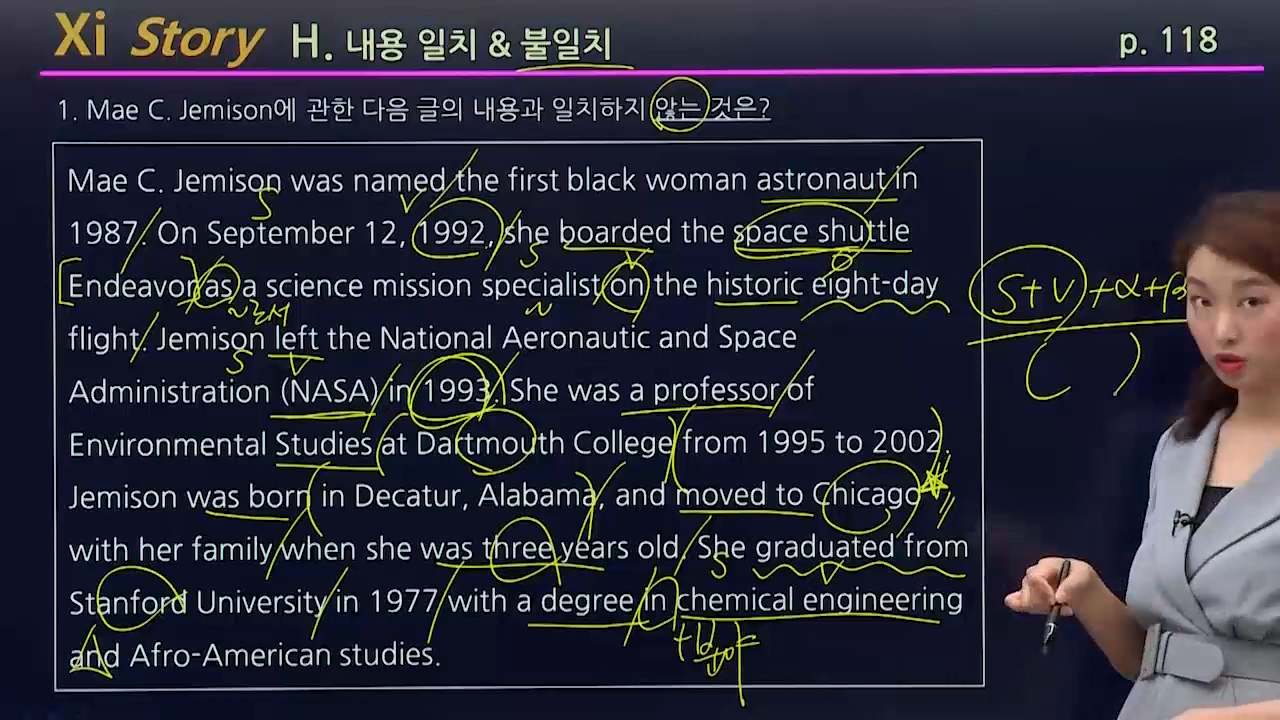 Xi Story H. 내용 일치 & 불일치 p. 118
1. Mae C. Jemison에 관한 다음 글의 내용과 일치하지 않는 것은?
Mae C. Jemison was named the first black woman astronaut in
1987. On September 12, 1992, she boarded the space shuttle
Endeavor as a science mission specialist on the historic eight-day
flight. Jemison left the National Aeronautic and Space
Administration (NASA) in 1993. She was a professor of
Environmental Studies at Dartmouth College from 1995 to 2002.
Jemison was born in Decatur, Alabama, and moved to Chicago
with her family when she was three years old. She graduated from
Stanford University in 1977 with a degree in chemical engineering
and Afro-American studies.
S V
S V
~로서
S V
S V
S+V +α+
( )